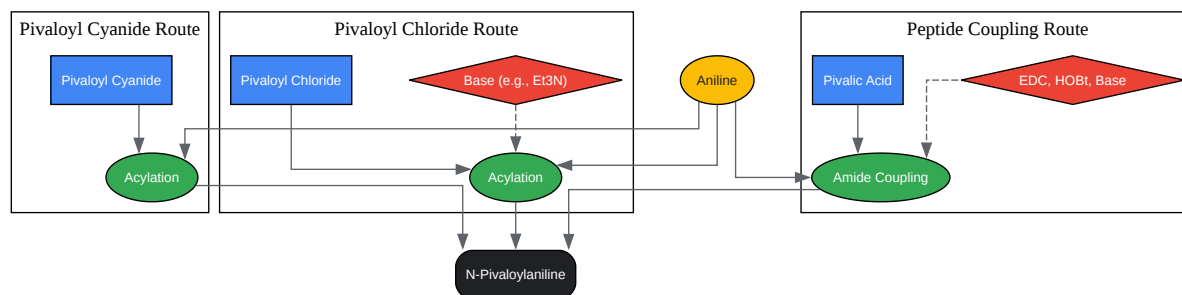 Pivaloyl Cyanide Route
Pivaloyl Chloride Route
Peptide Coupling Route
Pivaloyl Cyanide
Pivaloyl Chloride
Base (e.g., Et3N)
Aniline
Pivalic Acid
EDC, HOBt, Base
Acylation
Acylation
Amide Coupling
N-Pivaloylaniline